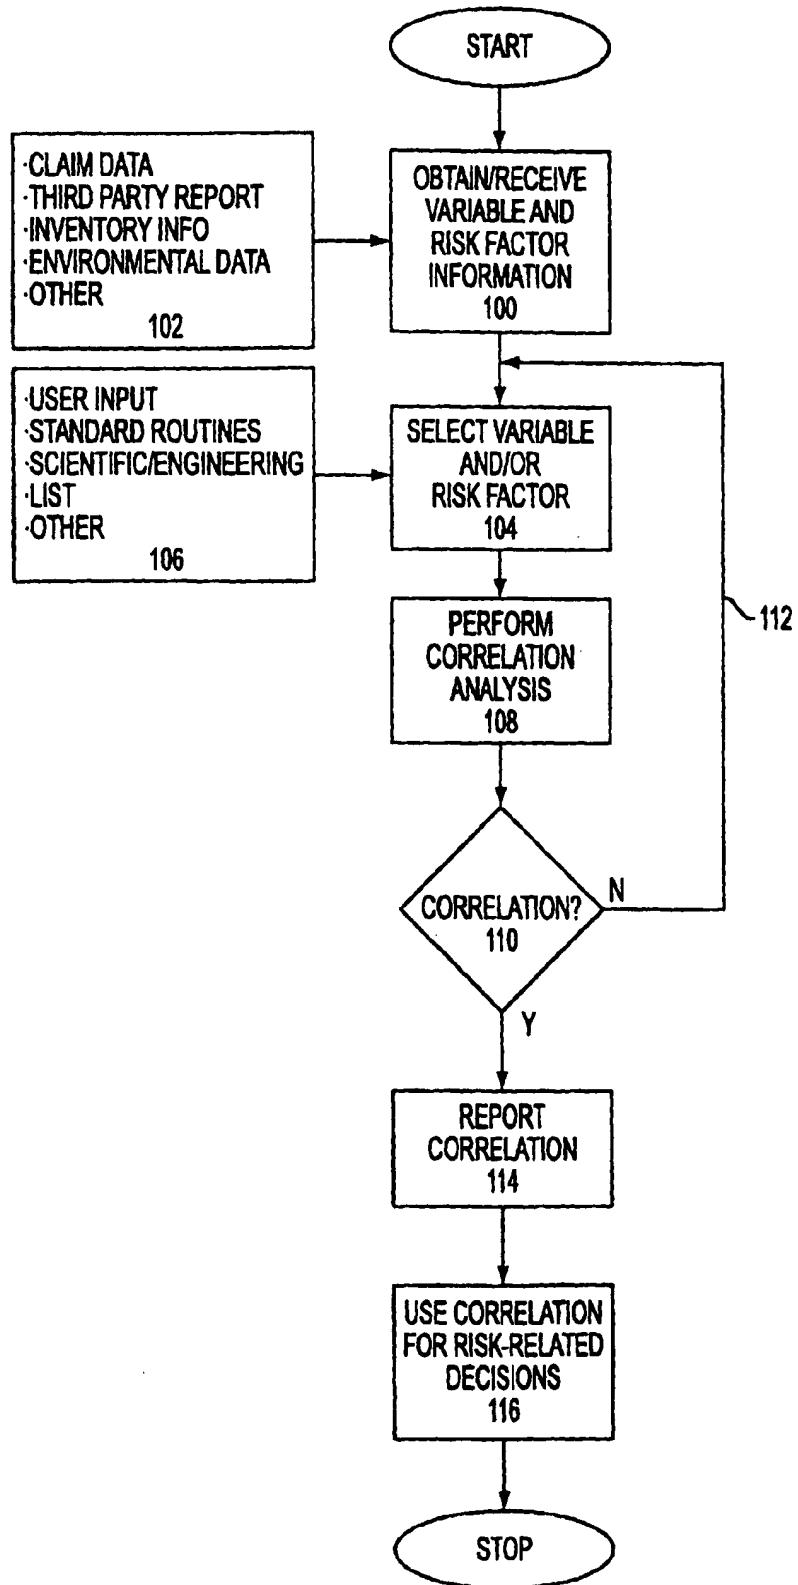 START
·CLAIM DATA
·THIRD PARTY REPORT
·INVENTORY INFO
·ENVIRONMENTAL DATA
·OTHER
102
OBTAIN/RECEIVE
VARIABLE AND
RISK FACTOR
INFORMATION
100
·USER INPUT
·STANDARD ROUTINES
·SCIENTIFIC/ENGINEERING
·LIST
·OTHER
106
SELECT VARIABLE
AND/OR
RISK FACTOR
104
PERFORM
CORRELATION
ANALYSIS
108
112
CORRELATION?
110
N
Y
REPORT
CORRELATION
114
USE CORRELATION
FOR RISK-RELATED
DECISIONS
116
STOP